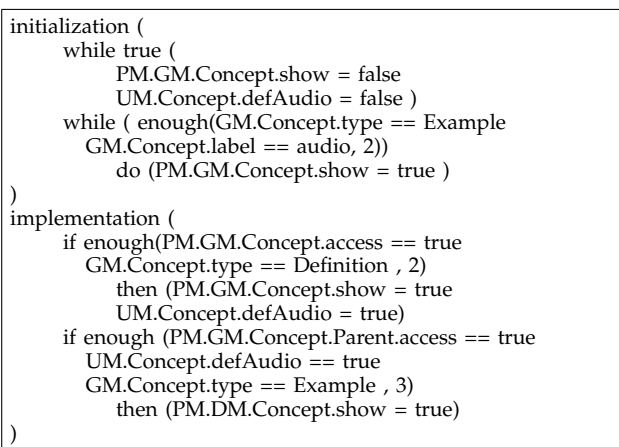 initialization (
while true (
PM.GM.Concept.show = false
UM.Concept.defAudio = false )
while ( enough(GM.Concept.type == Example
GM.Concept.label == audio, 2))
do (PM.GM.Concept.show = true )
)
implementation (
if enough(PM.GM.Concept.access == true
GM.Concept.type == Definition , 2)
then (PM.GM.Concept.show = true
UM.Concept.defAudio = true)
if enough (PM.GM.Concept.Parent.access == true
UM.Concept.defAudio == true
GM.Concept.type == Example , 3)
then (PM.DM.Concept.show = true)
)